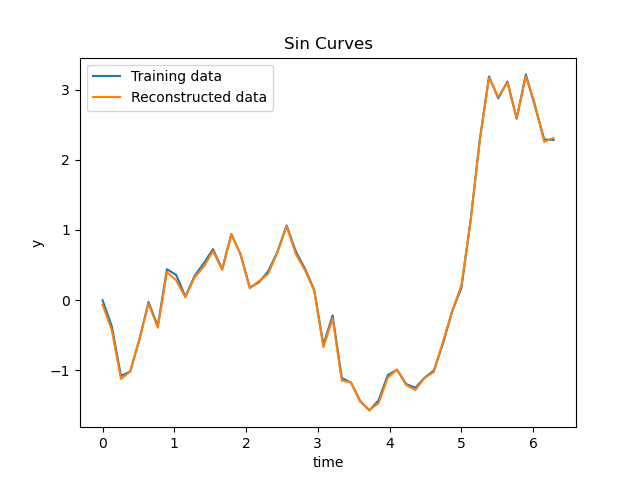 Sin Curves
Training data
Reconstructed data
3
2
1
0
−1
y
0 1 2 3 4 5 6
time